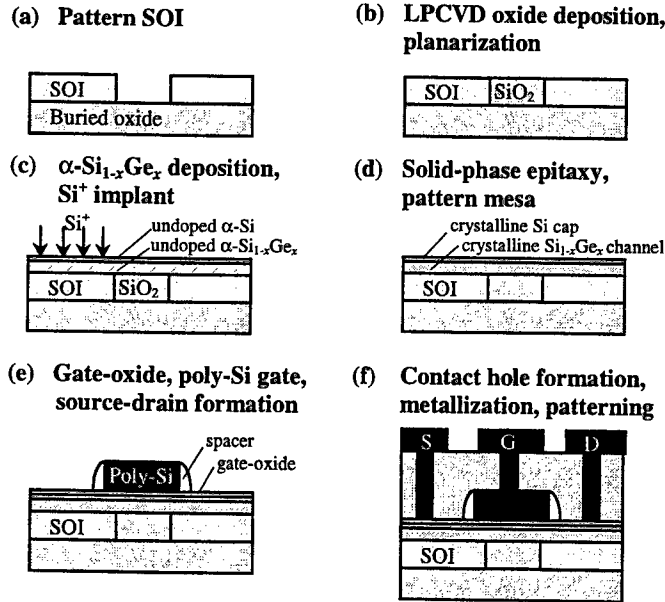 (a) Pattern SOI
SOI
Buried oxide
(b) LPCVD oxide deposition,
planarization
SOI SiO₂
(c) α-Si₁₋ₓGeₓ deposition,
Si⁺ implant
Si⁺
undoped α-Si
undoped α-Si₁₋ₓGeₓ
SOI SiO₂
(d) Solid-phase epitaxy,
pattern mesa
crystalline Si cap
crystalline Si₁₋ₓGeₓ channel
SOI
(e) Gate-oxide, poly-Si gate,
source-drain formation
spacer
Poly-Si
gate-oxide
SOI
(f) Contact hole formation,
metallization, patterning
S G D
SOI